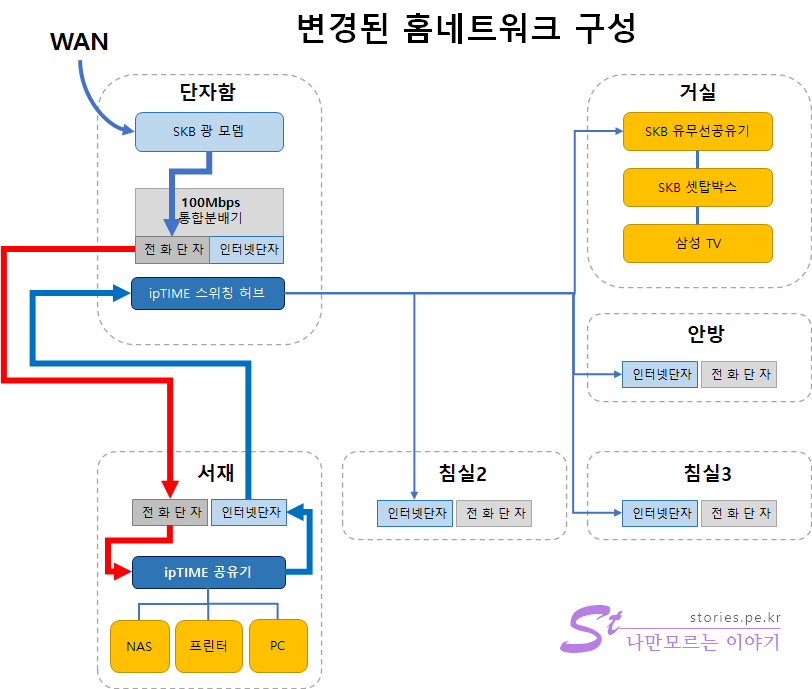 변경된 홈네트워크 구성
WAN
단자함
SKB 광 모뎀
100Mbps
통합분배기
전 화 단 자
인터넷단자
ipTIME 스위칭 허브
거실
SKB 유무선공유기
SKB 셋탑박스
삼성 TV
안방
인터넷단자
전 화 단 자
서재
전 화 단 자
인터넷단자
ipTIME 공유기
NAS
프린터
PC
침실2
인터넷단자
전 화 단 자
침실3
인터넷단자
전 화 단 자
St
stories.pe.kr
나만모르는 이야기